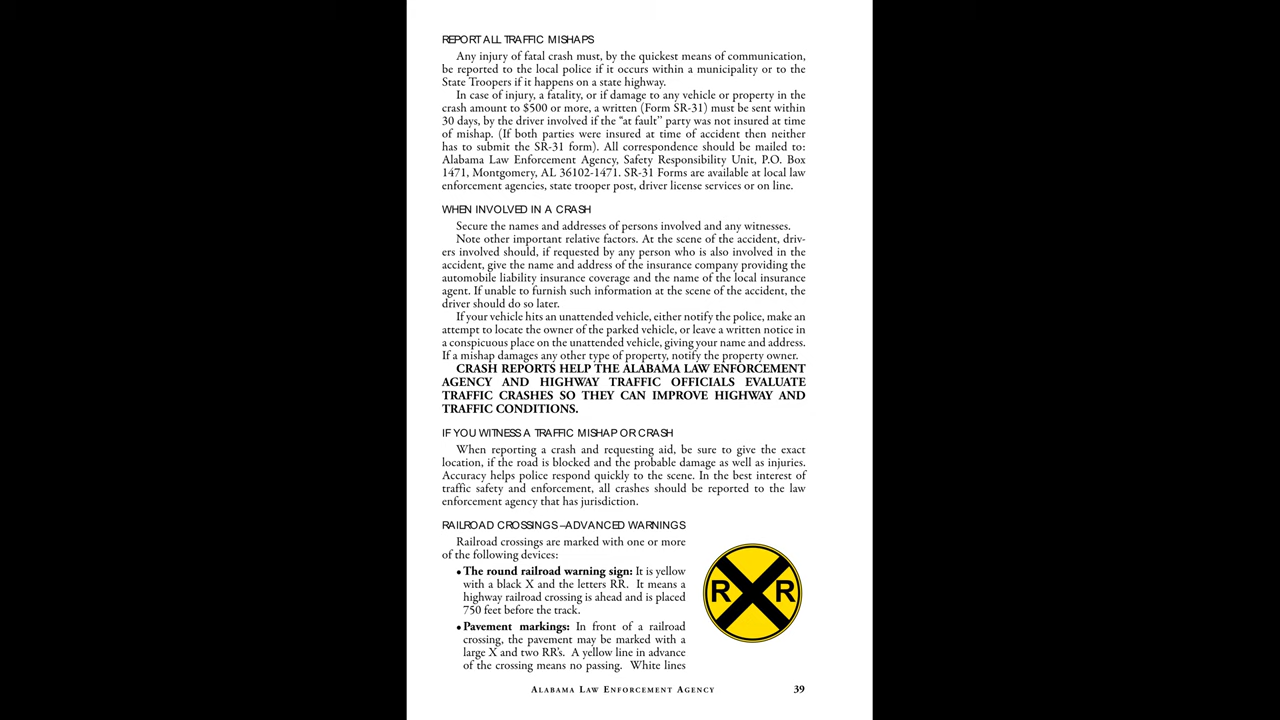 REPORT ALL TRAFFIC MISHAPS
Any injury of fatal crash must, by the quickest means of communication,
be reported to the local police if it occurs within a municipality or to the
State Troopers if it happens on a state highway.
In case of injury, a fatality, or if damage to any vehicle or property in the
crash amount to $500 or more, a written (Form SR-31) must be sent within
30 days, by the driver involved if the “at fault” party was not insured at time
of mishap. (If both parties were insured at time of accident then neither
has to submit the SR-31 form). All correspondence should be mailed to:
Alabama Law Enforcement Agency, Safety Responsibility Unit, P.O. Box
1471, Montgomery, AL 36102-1471. SR-31 Forms are available at local law
enforcement agencies, state trooper post, driver license services or on line.
WHEN INVOLVED IN A CRASH
Secure the names and addresses of persons involved and any witnesses.
Note other important relative factors. At the scene of the accident, driv-
ers involved should, if requested by any person who is also involved in the
accident, give the name and address of the insurance company providing the
automobile liability insurance coverage and the name of the local insurance
agent. If unable to furnish such information at the scene of the accident, the
driver should do so later.
If your vehicle hits an unattended vehicle, either notify the police, make an
attempt to locate the owner of the parked vehicle, or leave a written notice in
a conspicuous place on the unattended vehicle, giving your name and address.
If a mishap damages any other type of property, notify the property owner.
CRASH REPORTS HELP THE ALABAMA LAW ENFORCEMENT
AGENCY AND HIGHWAY TRAFFIC OFFICIALS EVALUATE
TRAFFIC CRASHES SO THEY CAN IMPROVE HIGHWAY AND
TRAFFIC CONDITIONS.
IF YOU WITNESS A TRAFFIC MISHAP OR CRASH
When reporting a crash and requesting aid, be sure to give the exact
location, if the road is blocked and the probable damage as well as injuries.
Accuracy helps police respond quickly to the scene. In the best interest of
traffic safety and enforcement, all crashes should be reported to the law
enforcement agency that has jurisdiction.
RAILROAD CROSSINGS–ADVANCED WARNINGS
Railroad crossings are marked with one or more
of the following devices:
• The round railroad warning sign: It is yellow
with a black X and the letters RR. It means a
highway railroad crossing is ahead and is placed
750 feet before the track.
• Pavement markings: In front of a railroad
crossing, the pavement may be marked with a
large X and two RR's. A yellow line in advance
of the crossing means no passing. White lines
R R
ALABAMA LAW ENFORCEMENT AGENCY 39